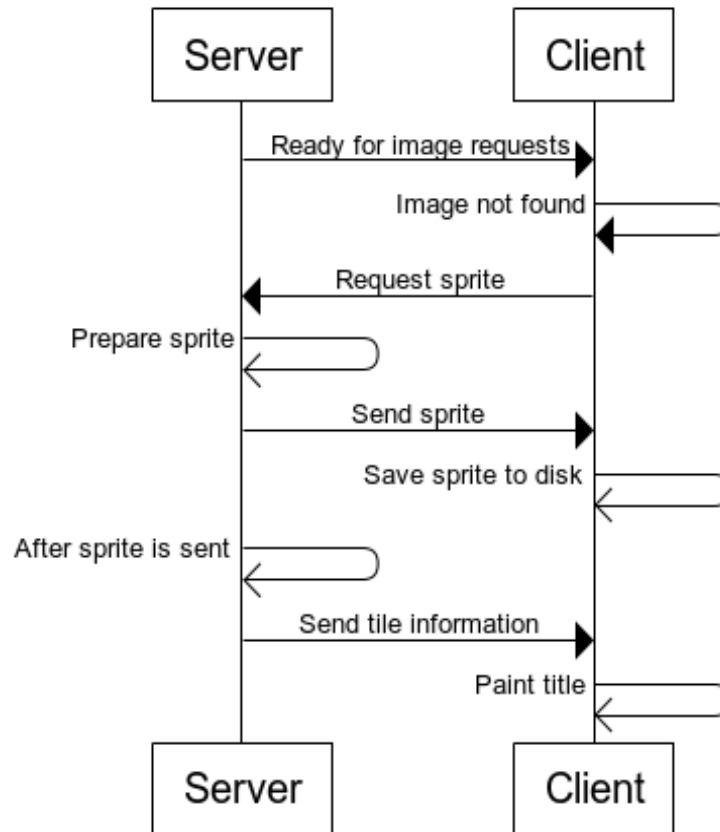 Server
Client
Ready for image requests
Image not found
Request sprite
Prepare sprite
Send sprite
Save sprite to disk
After sprite is sent
Send tile information
Paint title
Server
Client